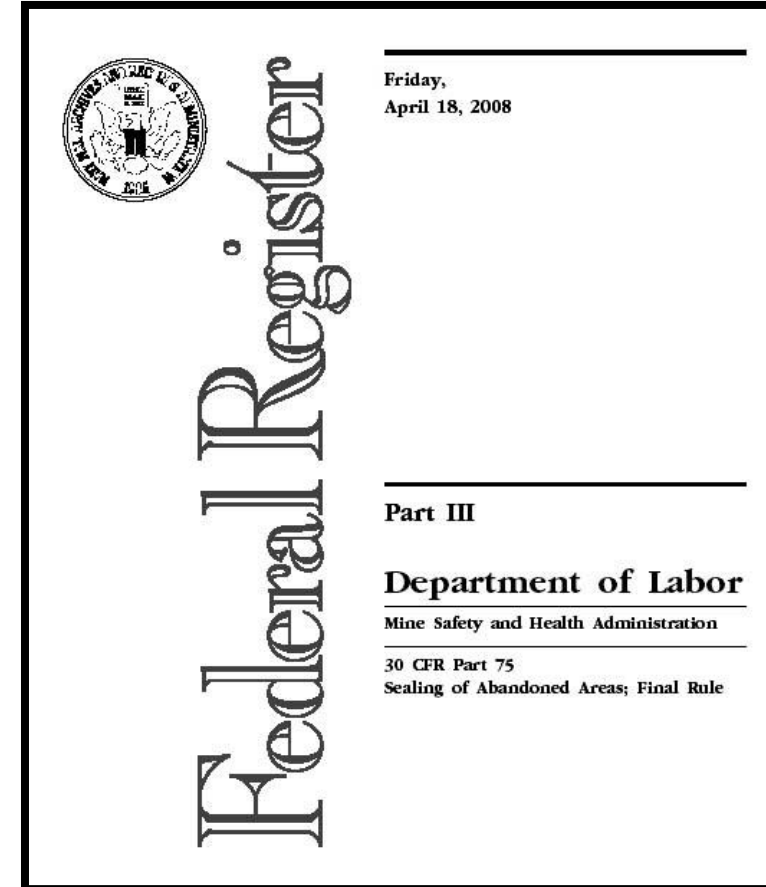 Federal Register
Friday,
April 18, 2008
Part III
Department of Labor
Mine Safety and Health Administration
30 CFR Part 75
Sealing of Abandoned Areas; Final Rule